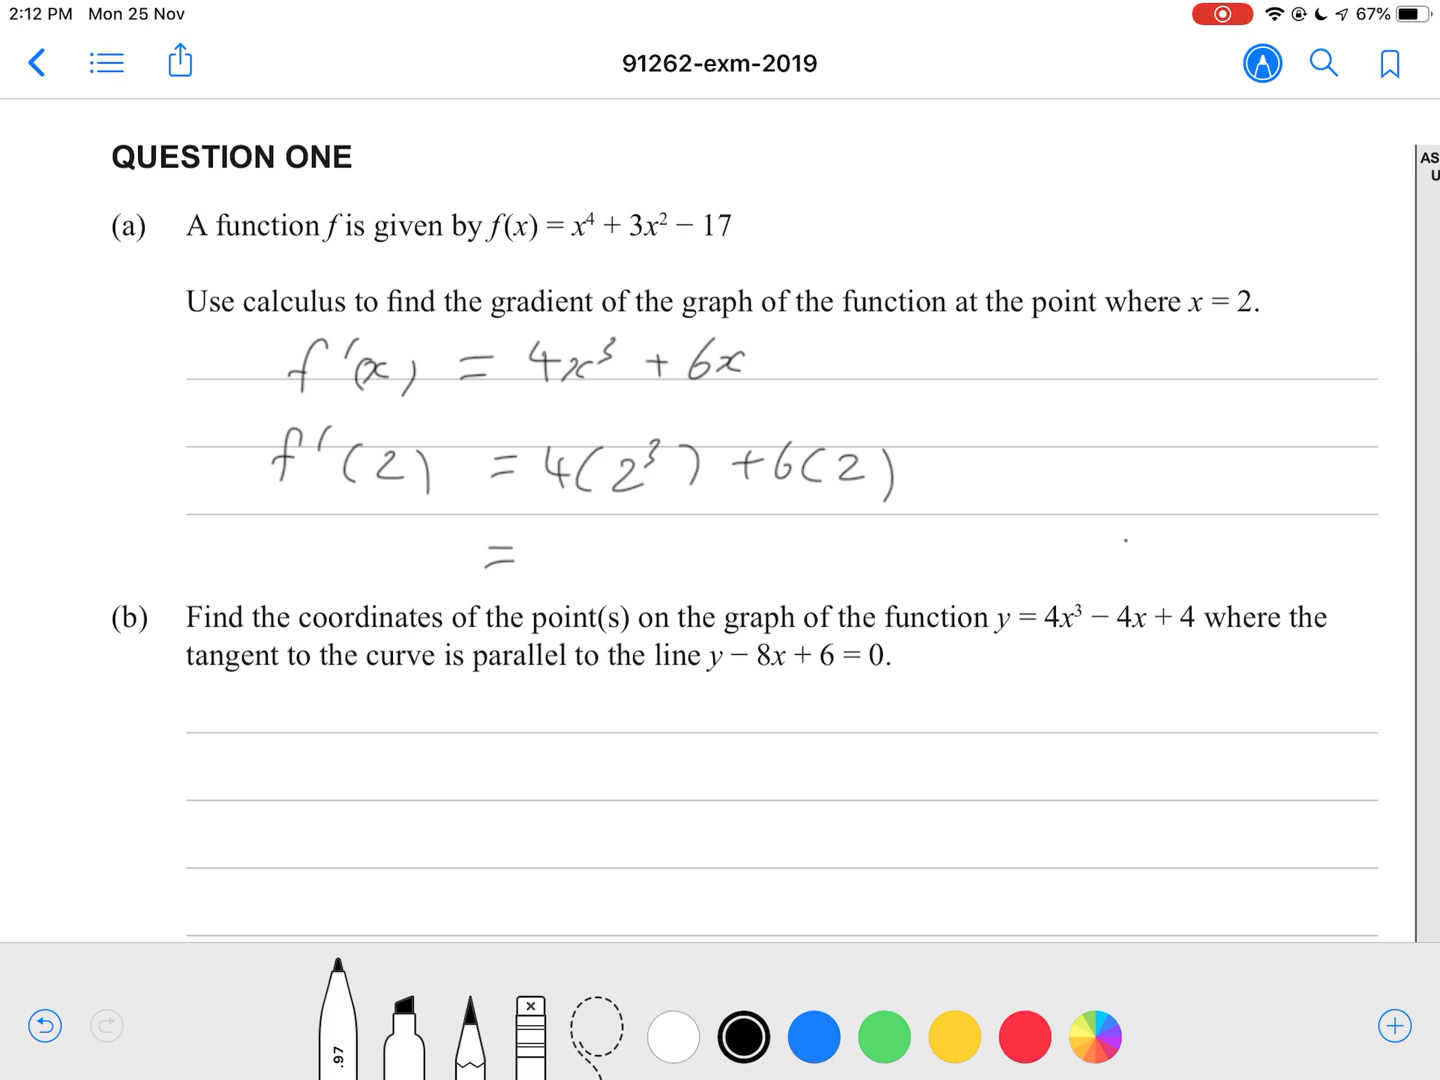 2:12 PM Mon 25 Nov 67%
91262-exm-2019
QUESTION ONE
AS
U
(a) A function f is given by f(x) = x⁴ + 3x² − 17
Use calculus to find the gradient of the graph of the function at the point where x = 2.
f'(x) = 4x³ + 6x
f'(2) = 4(2³) + 6(2)
=
(b) Find the coordinates of the point(s) on the graph of the function y = 4x³ − 4x + 4 where the
tangent to the curve is parallel to the line y − 8x + 6 = 0.
.97